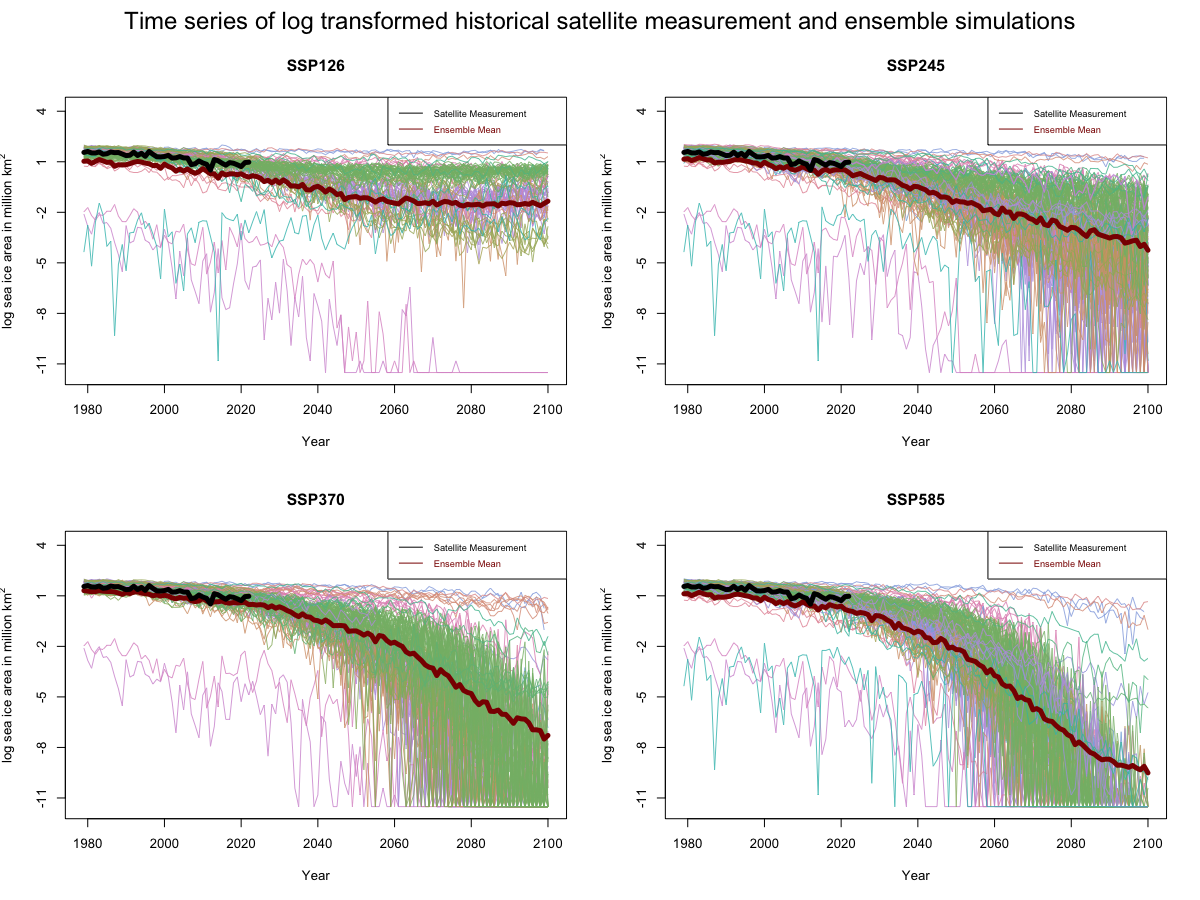 Time series of log transformed historical satellite measurement and ensemble simulations
SSP126
log sea ice area in million km²
4
1
-2
-5
-8
-11
Satellite Measurement
Ensemble Mean
1980 2000 2020 2040 2060 2080 2100
Year
SSP245
log sea ice area in million km²
4
1
-2
-5
-8
-11
Satellite Measurement
Ensemble Mean
1980 2000 2020 2040 2060 2080 2100
Year
SSP370
log sea ice area in million km²
4
1
-2
-5
-8
-11
Satellite Measurement
Ensemble Mean
1980 2000 2020 2040 2060 2080 2100
Year
SSP585
log sea ice area in million km²
4
1
-2
-5
-8
-11
Satellite Measurement
Ensemble Mean
1980 2000 2020 2040 2060 2080 2100
Year